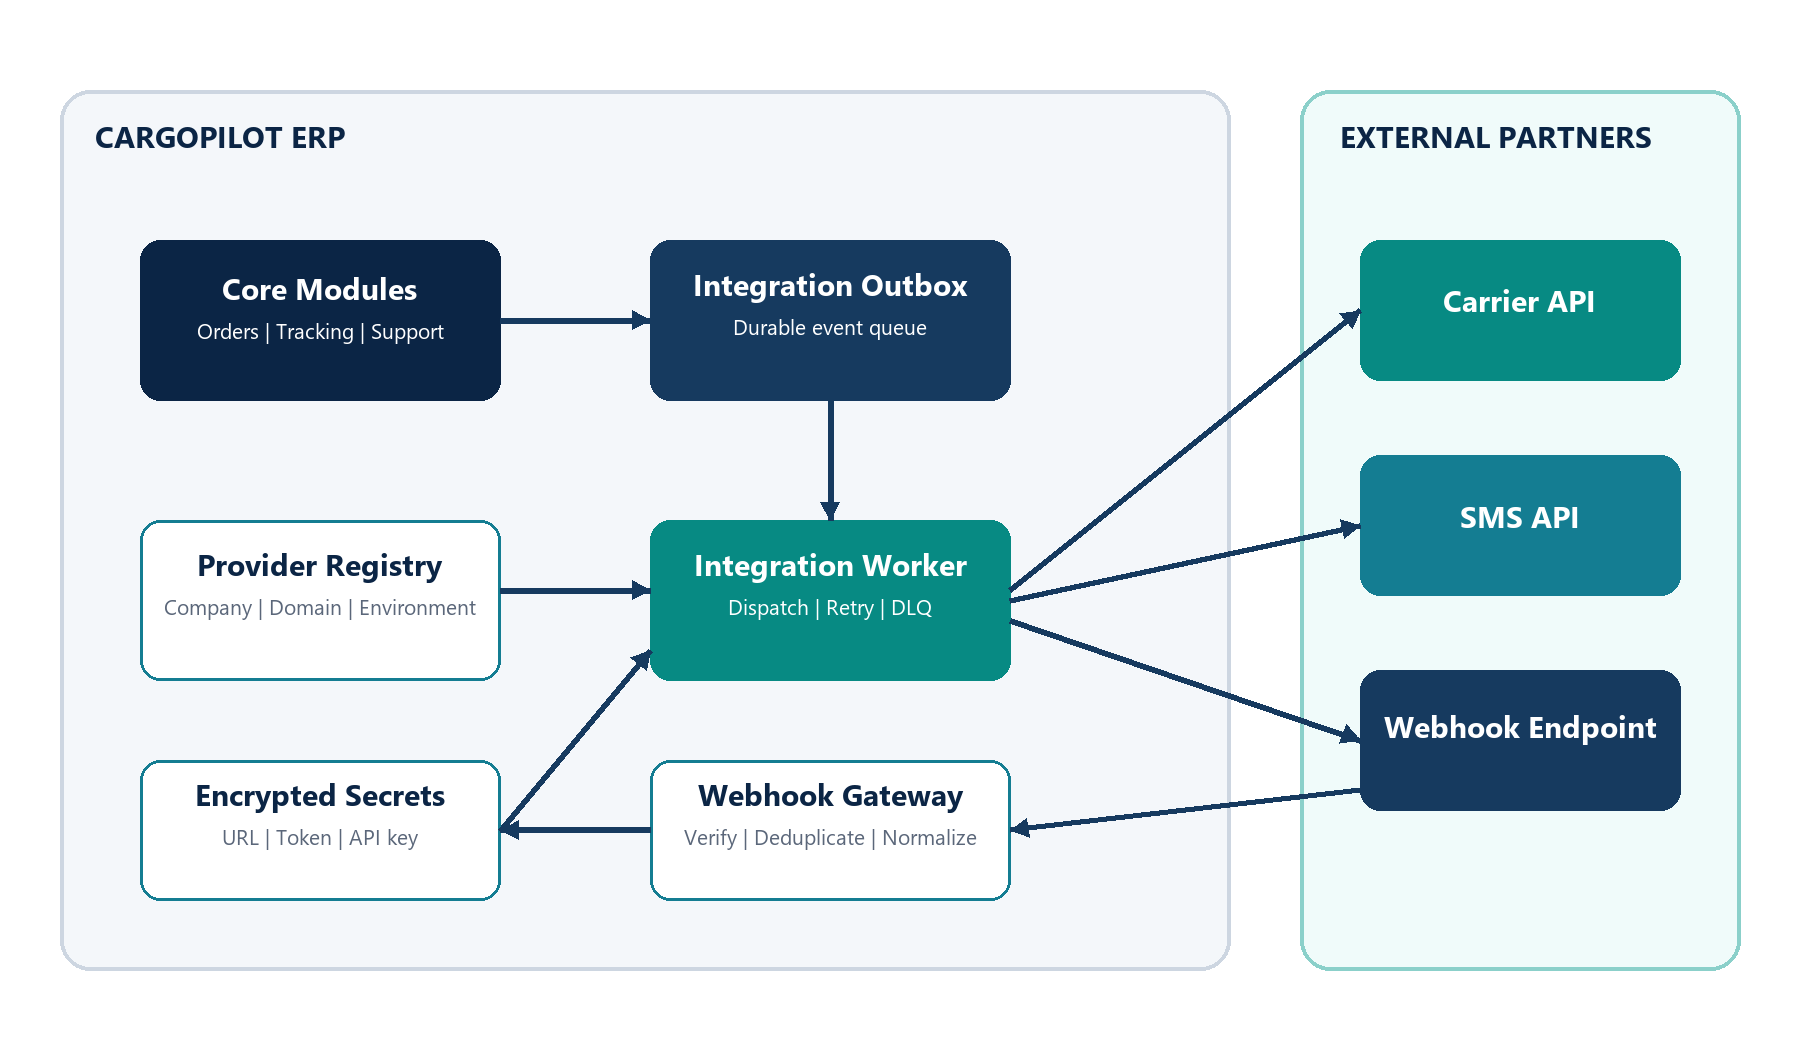 CARGOPILOT ERP
EXTERNAL PARTNERS
Core Modules
Orders | Tracking | Support
Integration Outbox
Durable event queue
Carrier API
SMS API
Provider Registry
Company | Domain | Environment
Integration Worker
Dispatch | Retry | DLQ
Webhook Endpoint
Encrypted Secrets
URL | Token | API key
Webhook Gateway
Verify | Deduplicate | Normalize